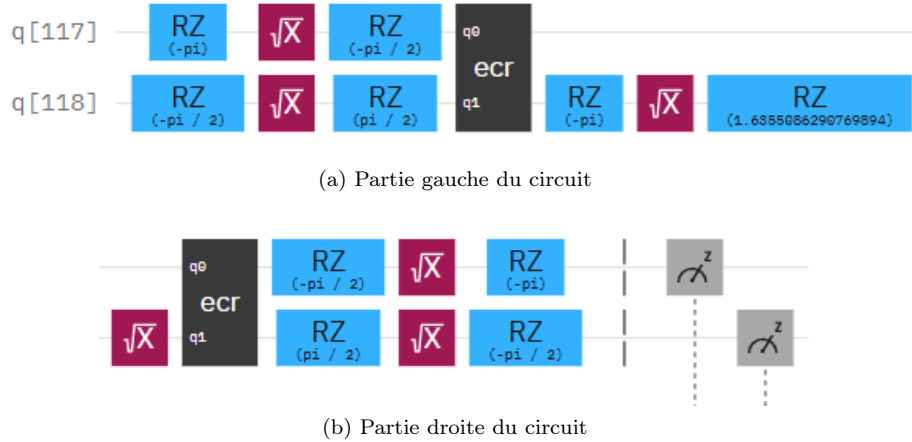 q[117] RZ √X RZ q0
(-pi) (-pi / 2)
ecr
q[118] RZ √X RZ q1 RZ √X RZ
(-pi / 2) (pi / 2) (-pi) (1.6355086290769894)
(a) Partie gauche du circuit
q0 RZ √X RZ z
(-pi / 2) (-pi)
ecr
√X q1 RZ √X RZ z
(pi / 2) (-pi / 2)
(b) Partie droite du circuit